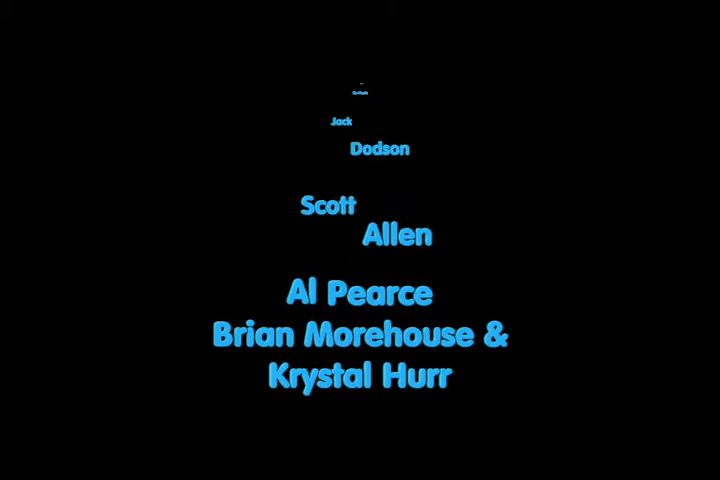 Jack
Dodson
Scott
Allen
Al Pearce
Brian Morehouse &
Krystal Hurr